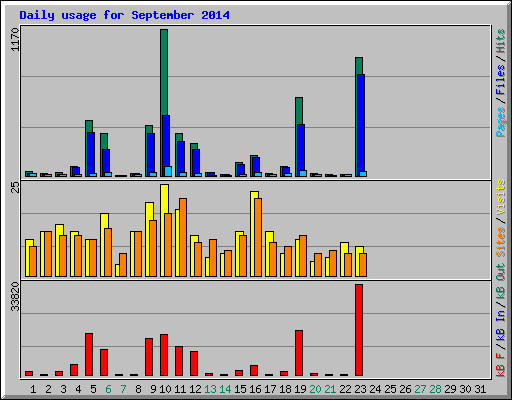 Daily usage for September 2014
1170
Pages / Files / Hits
25
Sites / Visits
33820
kB F / kB In / kB Out
1 2 3 4 5 6 7 8 9 10 11 12 13 14 15 16 17 18 19 20 21 22 23 24 25 26 27 28 29 30 31